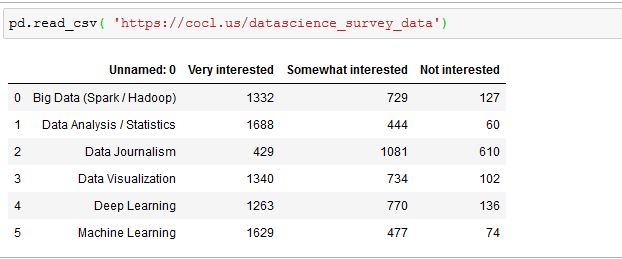 pd.read_csv( 'https://cocl.us/datascience_survey_data')
Unnamed: 0 Very interested Somewhat interested Not interested
0 Big Data (Spark / Hadoop) 1332 729 127
1 Data Analysis / Statistics 1688 444 60
2 Data Journalism 429 1081 610
3 Data Visualization 1340 734 102
4 Deep Learning 1263 770 136
5 Machine Learning 1629 477 74